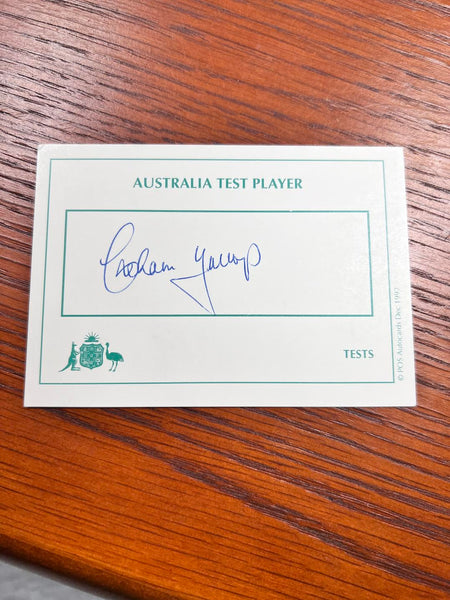 AUSTRALIA TEST PLAYER
Graham Yallop
TESTS
© POS Autocards Dec 1997